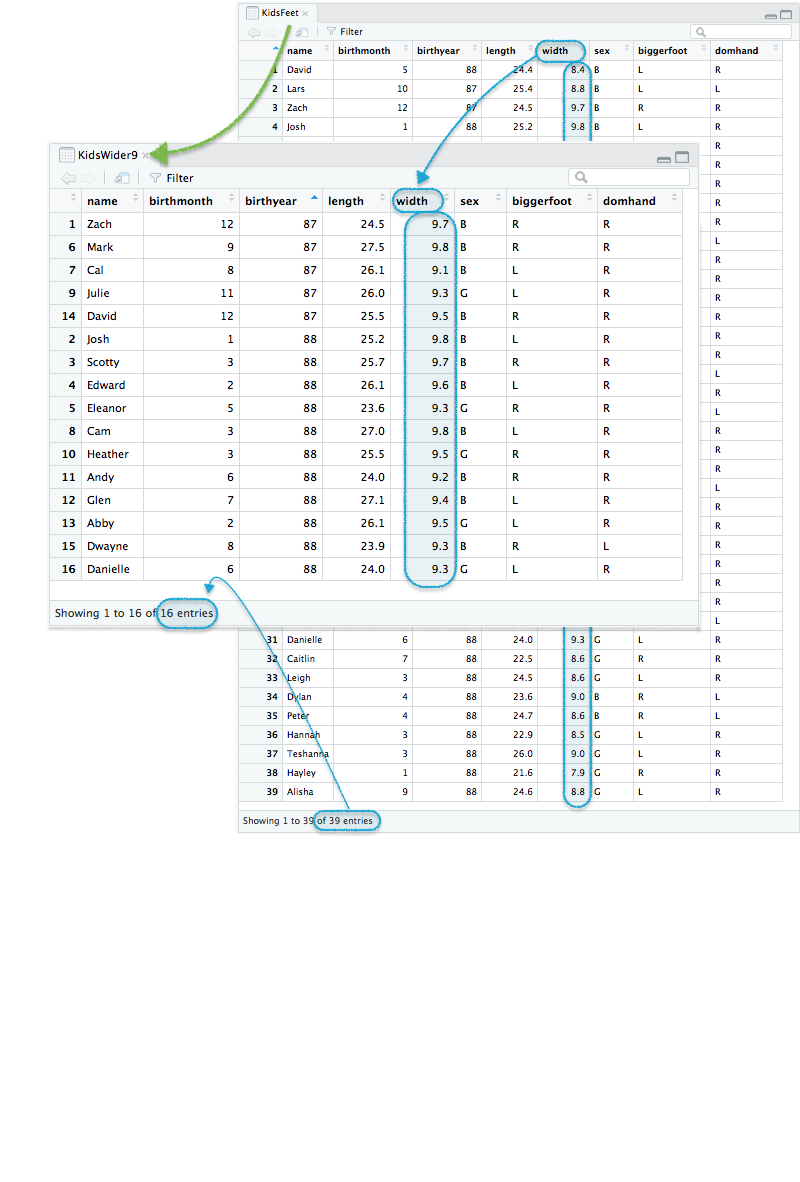 KidsFeet
Filter
name birthmonth birthyear length width sex biggerfoot domhand
1 David 5 88 24.4 8.4 B L R
2 Lars 10 87 25.4 8.8 B L L
3 Zach 12 87 24.5 9.7 B R R
4 Josh 1 88 25.2 9.8 B L R
KidsWider9
Filter
name birthmonth birthyear length width sex biggerfoot domhand
1 Zach 12 87 24.5 9.7 B R R
6 Mark 9 87 27.5 9.8 B R R
7 Cal 8 87 26.1 9.1 B L R
9 Julie 11 87 26.0 9.3 G L R
14 David 12 87 25.5 9.5 B R R
2 Josh 1 88 25.2 9.8 B L R
3 Scotty 3 88 25.7 9.7 B R R
4 Edward 2 88 26.1 9.6 B L R
5 Eleanor 5 88 23.6 9.3 G R R
8 Cam 3 88 27.0 9.8 B L R
10 Heather 3 88 25.5 9.5 G R R
11 Andy 6 88 24.0 9.2 B R R
12 Glen 7 88 27.1 9.4 B L R
13 Abby 2 88 26.1 9.5 G L R
15 Dwayne 8 88 23.9 9.3 B R L
16 Danielle 6 88 24.0 9.3 G L R
Showing 1 to 16 of 16 entries
R
R
R
R
R
L
R
R
R
R
R
R
L
R
L
R
R
R
L
R
R
R
R
R
R
L
31 Danielle 6 88 24.0 9.3 G L R
32 Caitlin 7 88 22.5 8.6 G R R
33 Leigh 3 88 24.5 8.6 G L R
34 Dylan 4 88 23.6 9.0 B R L
35 Peter 4 88 24.7 8.6 B R L
36 Hannah 3 88 22.9 8.5 G L R
37 Teshanna 3 88 26.0 9.0 G L R
38 Hayley 1 88 21.6 7.9 G R R
39 Alisha 9 88 24.6 8.8 G L R
Showing 1 to 39 of 39 entries